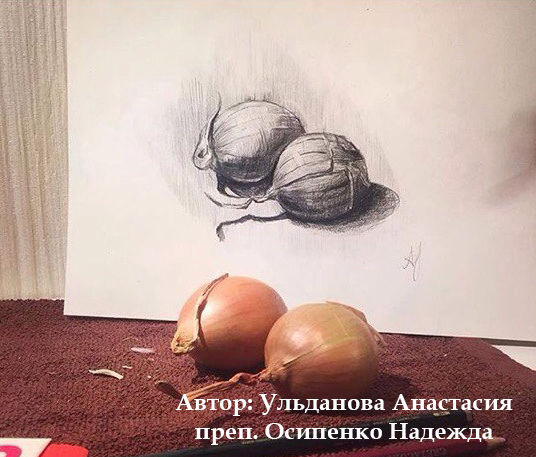 Автор: Ульданова Анастасия
преп. Осипенко Надежда